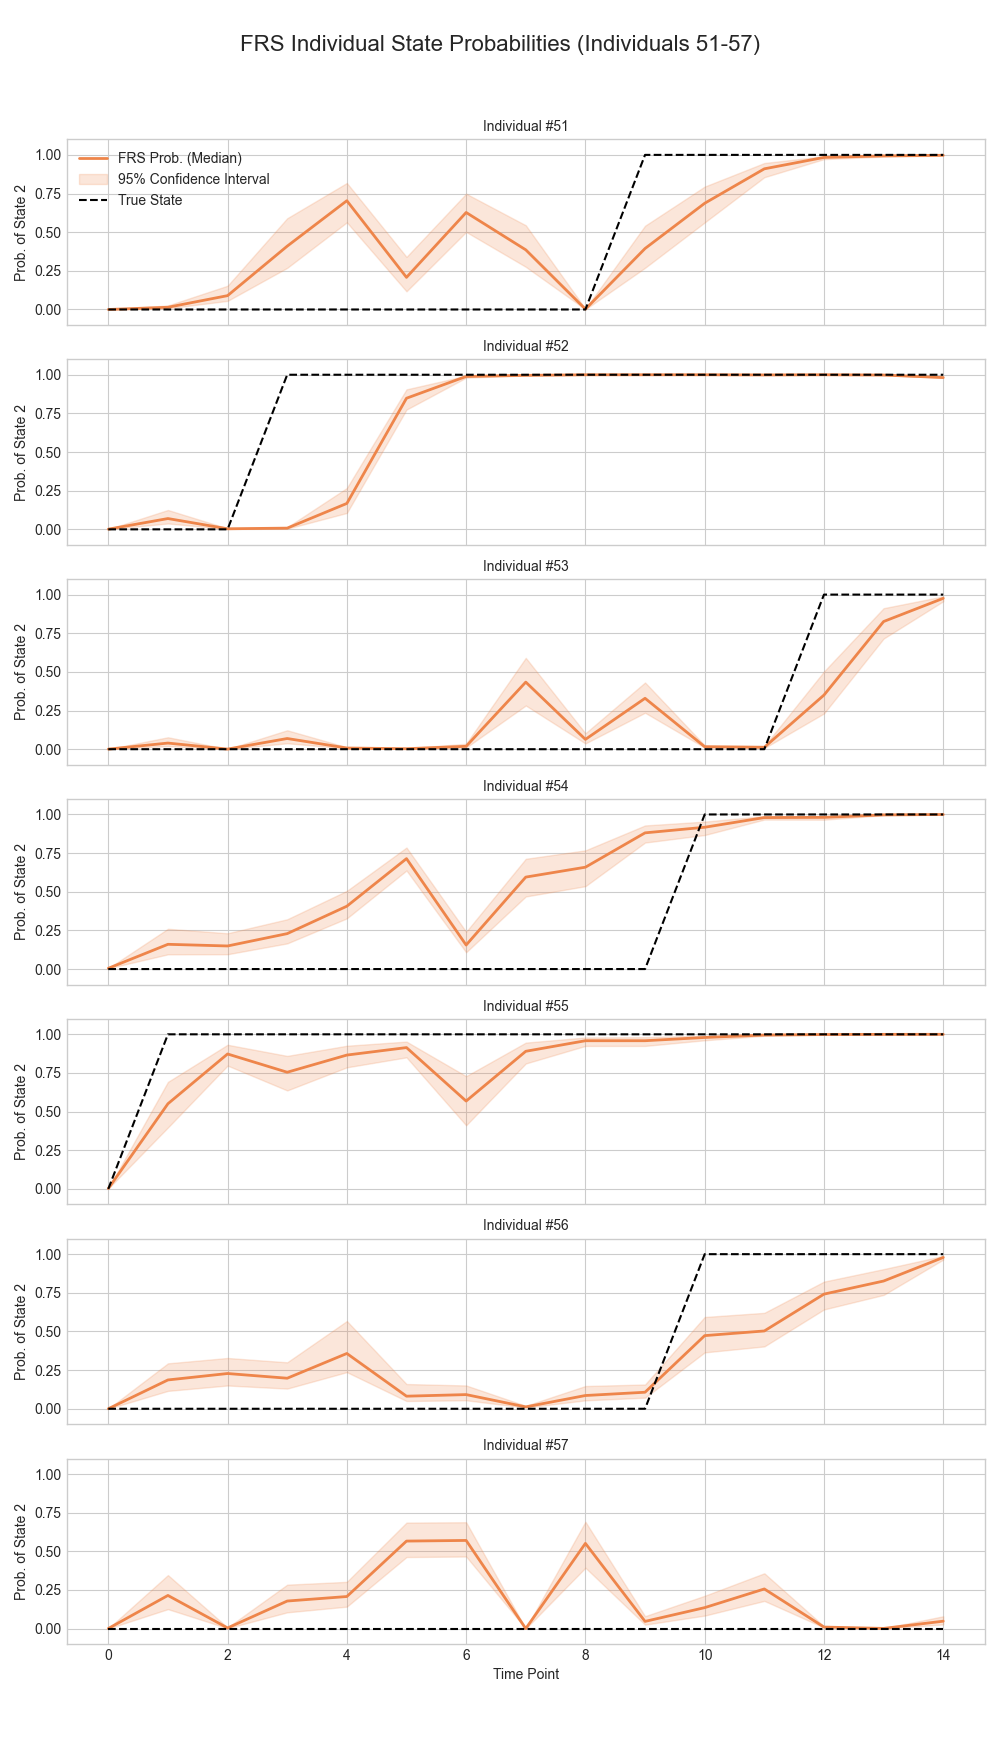 FRS Individual State Probabilities (Individuals 51-57)
Individual #51
FRS Prob. (Median)
95% Confidence Interval
True State
Prob. of State 2
1.00
0.75
0.50
0.25
0.00
Individual #52
Prob. of State 2
1.00
0.75
0.50
0.25
0.00
Individual #53
Prob. of State 2
1.00
0.75
0.50
0.25
0.00
Individual #54
Prob. of State 2
1.00
0.75
0.50
0.25
0.00
Individual #55
Prob. of State 2
1.00
0.75
0.50
0.25
0.00
Individual #56
Prob. of State 2
1.00
0.75
0.50
0.25
0.00
Individual #57
Prob. of State 2
1.00
0.75
0.50
0.25
0.00
0 2 4 6 8 10 12 14
Time Point